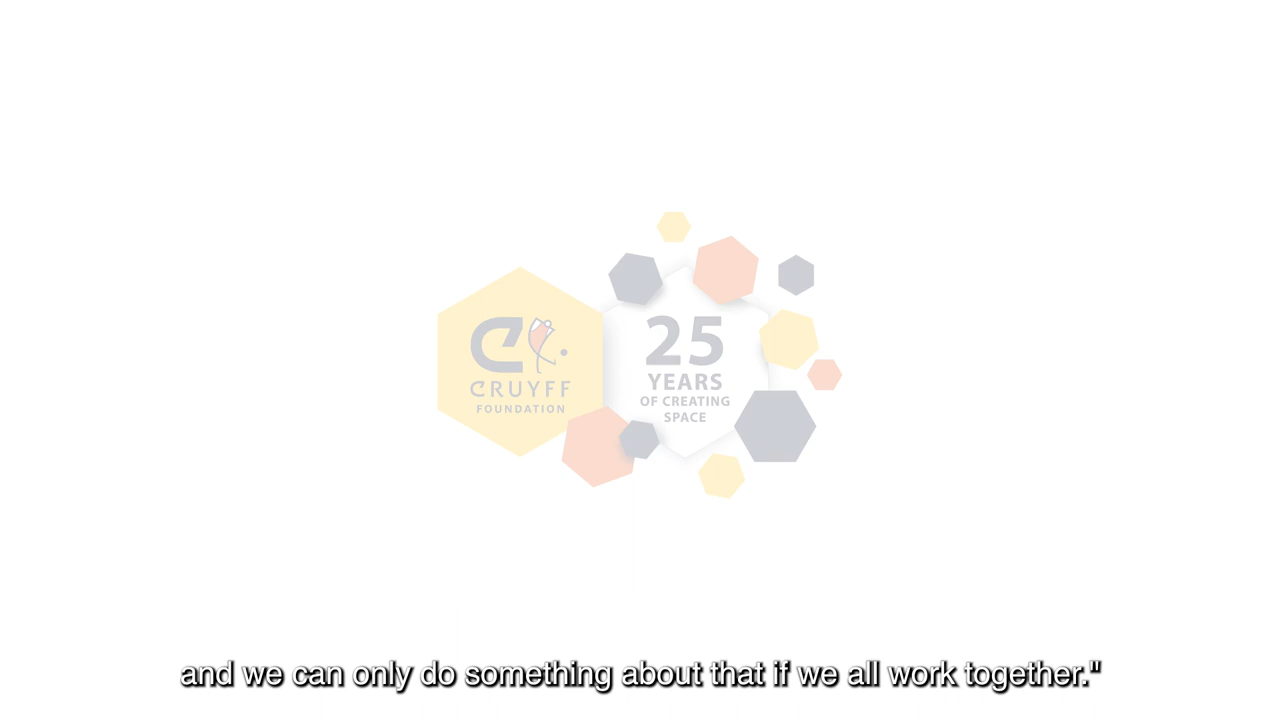 CRUYFF
FOUNDATION
25
YEARS
OF CREATING
SPACE
and we can only do something about that if we all work together."